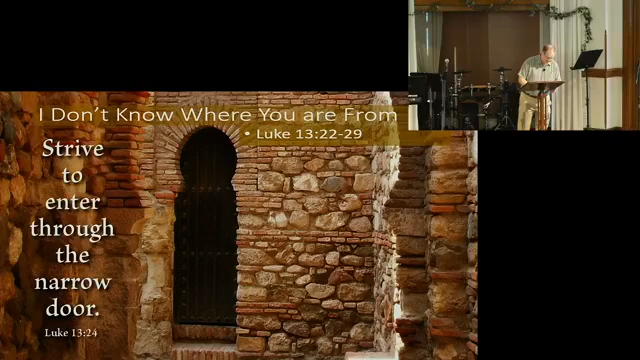 I Don't Know Where You are From
• Luke 13:22-29
Strive
to
enter
through
the
narrow
door.
Luke 13:24